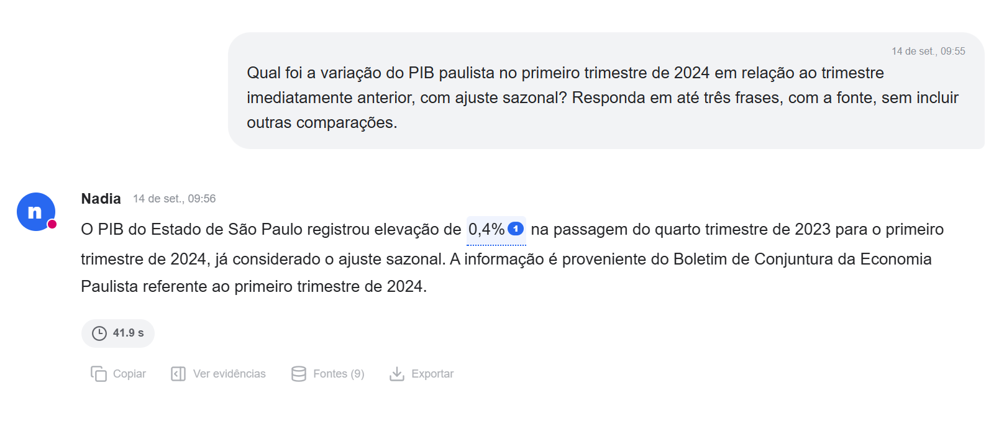 14 de set., 09:55
Qual foi a variação do PIB paulista no primeiro trimestre de 2024 em relação ao trimestre
imediatamente anterior, com ajuste sazonal? Responda em até três frases, com a fonte, sem incluir
outras comparações.
n
Nadia 14 de set., 09:56
O PIB do Estado de São Paulo registrou elevação de 0,4% 1 na passagem do quarto trimestre de 2023 para o primeiro
trimestre de 2024, já considerado o ajuste sazonal. A informação é proveniente do Boletim de Conjuntura da Economia
Paulista referente ao primeiro trimestre de 2024.
41.9 s
Copiar Ver evidências Fontes (9) Exportar